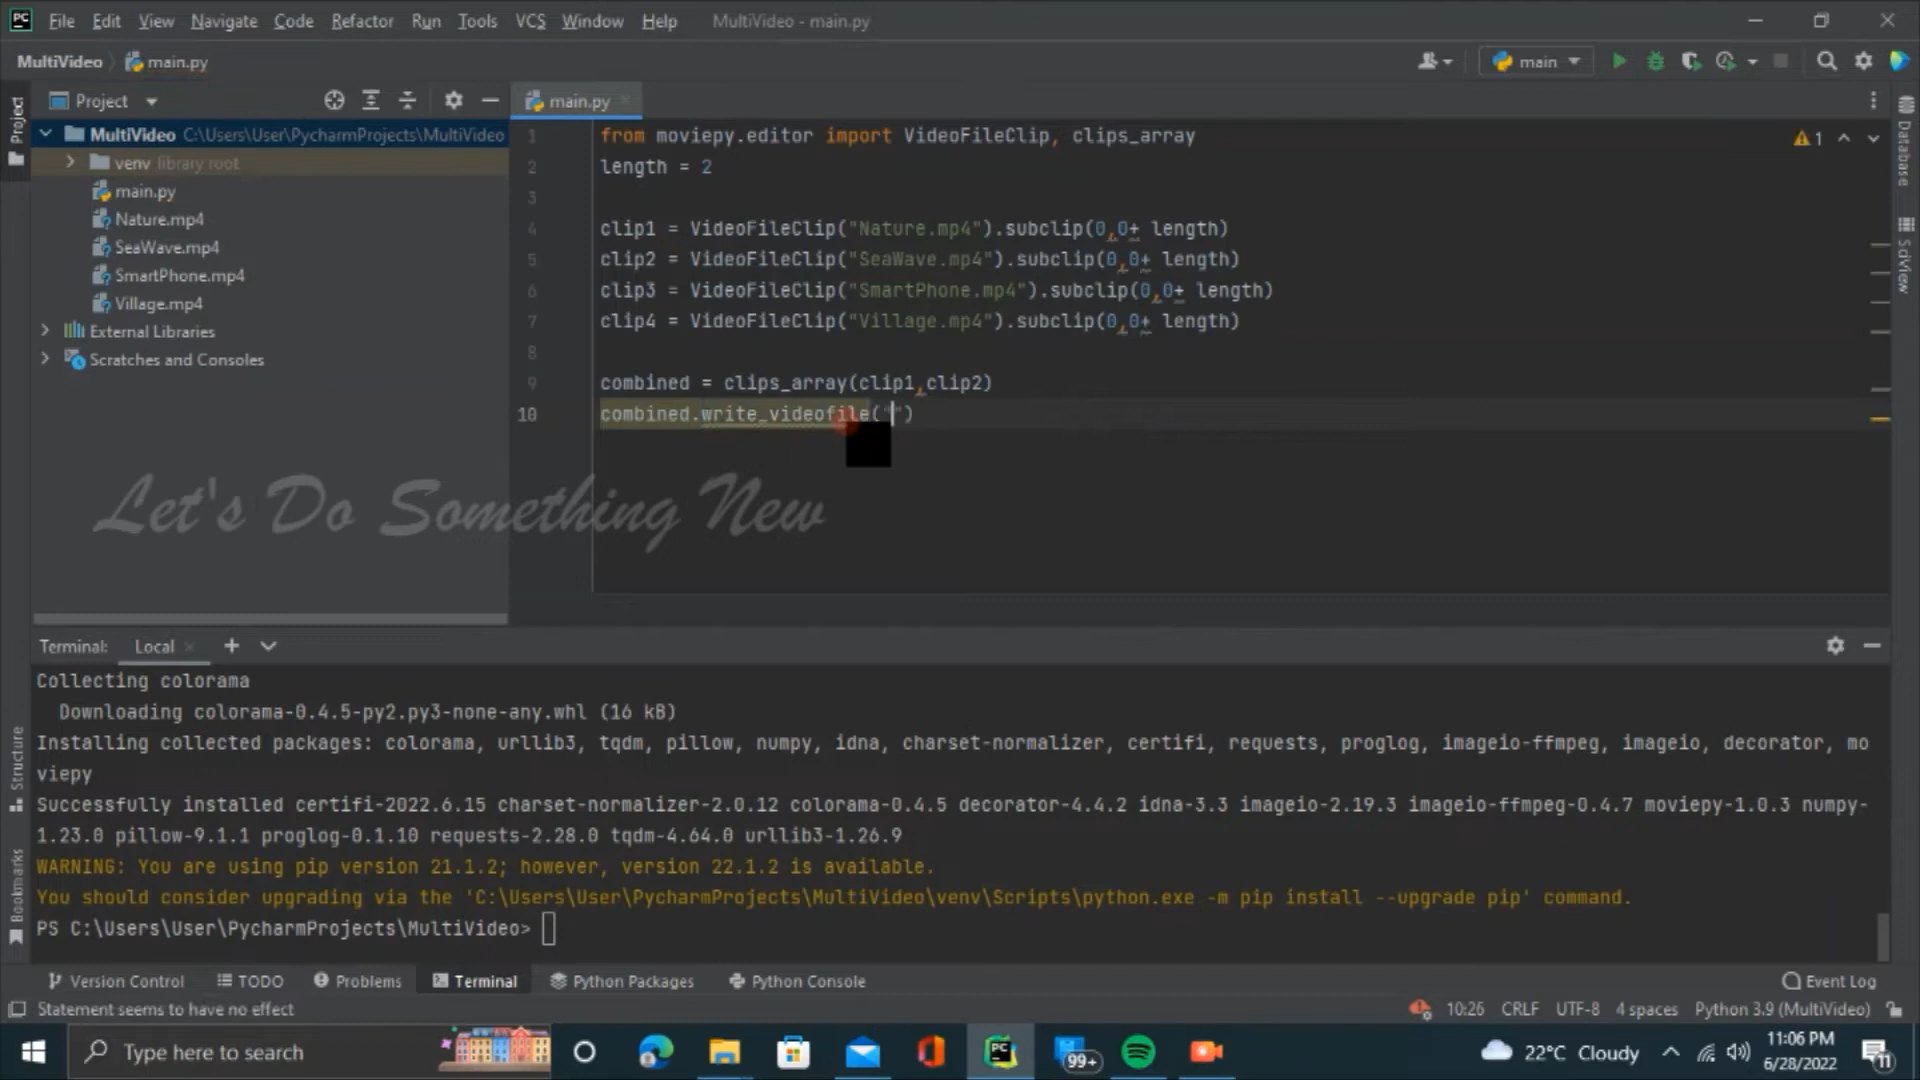 File Edit View Navigate Code Refactor Run Tools VCS Window Help MultiVideo - main.py
MultiVideo main.py
main
Project
main.py
MultiVideo C:\Users\User\PycharmProjects\MultiVideo
venv library root
main.py
Nature.mp4
SeaWave.mp4
SmartPhone.mp4
Village.mp4
External Libraries
Scratches and Consoles
1 from moviepy.editor import VideoFileClip, clips_array
2 length = 2
3
4 clip1 = VideoFileClip("Nature.mp4").subclip(0,0+ length)
5 clip2 = VideoFileClip("SeaWave.mp4").subclip(0,0+ length)
6 clip3 = VideoFileClip("SmartPhone.mp4").subclip(0,0+ length)
7 clip4 = VideoFileClip("Village.mp4").subclip(0,0+ length)
8
9 combined = clips_array(clip1,clip2)
10 combined.write_videofile("")
1
Project
Structure
Bookmarks
Database
SciView
Let's Do Something New
Terminal: Local
Collecting colorama
Downloading colorama-0.4.5-py2.py3-none-any.whl (16 kB)
Installing collected packages: colorama, urllib3, tqdm, pillow, numpy, idna, charset-normalizer, certifi, requests, proglog, imageio-ffmpeg, imageio, decorator, mo
viepy
Successfully installed certifi-2022.6.15 charset-normalizer-2.0.12 colorama-0.4.5 decorator-4.4.2 idna-3.3 imageio-2.19.3 imageio-ffmpeg-0.4.7 moviepy-1.0.3 numpy-
1.23.0 pillow-9.1.1 proglog-0.1.10 requests-2.28.0 tqdm-4.64.0 urllib3-1.26.9
WARNING: You are using pip version 21.1.2; however, version 22.1.2 is available.
You should consider upgrading via the 'C:\Users\User\PycharmProjects\MultiVideo\venv\Scripts\python.exe -m pip install --upgrade pip' command.
PS C:\Users\User\PycharmProjects\MultiVideo>
Version Control TODO Problems Terminal Python Packages Python Console Event Log
Statement seems to have no effect 10:26 CRLF UTF-8 4 spaces Python 3.9 (MultiVideo)
Type here to search
99+
22°C Cloudy
11:06 PM
6/28/2022
11